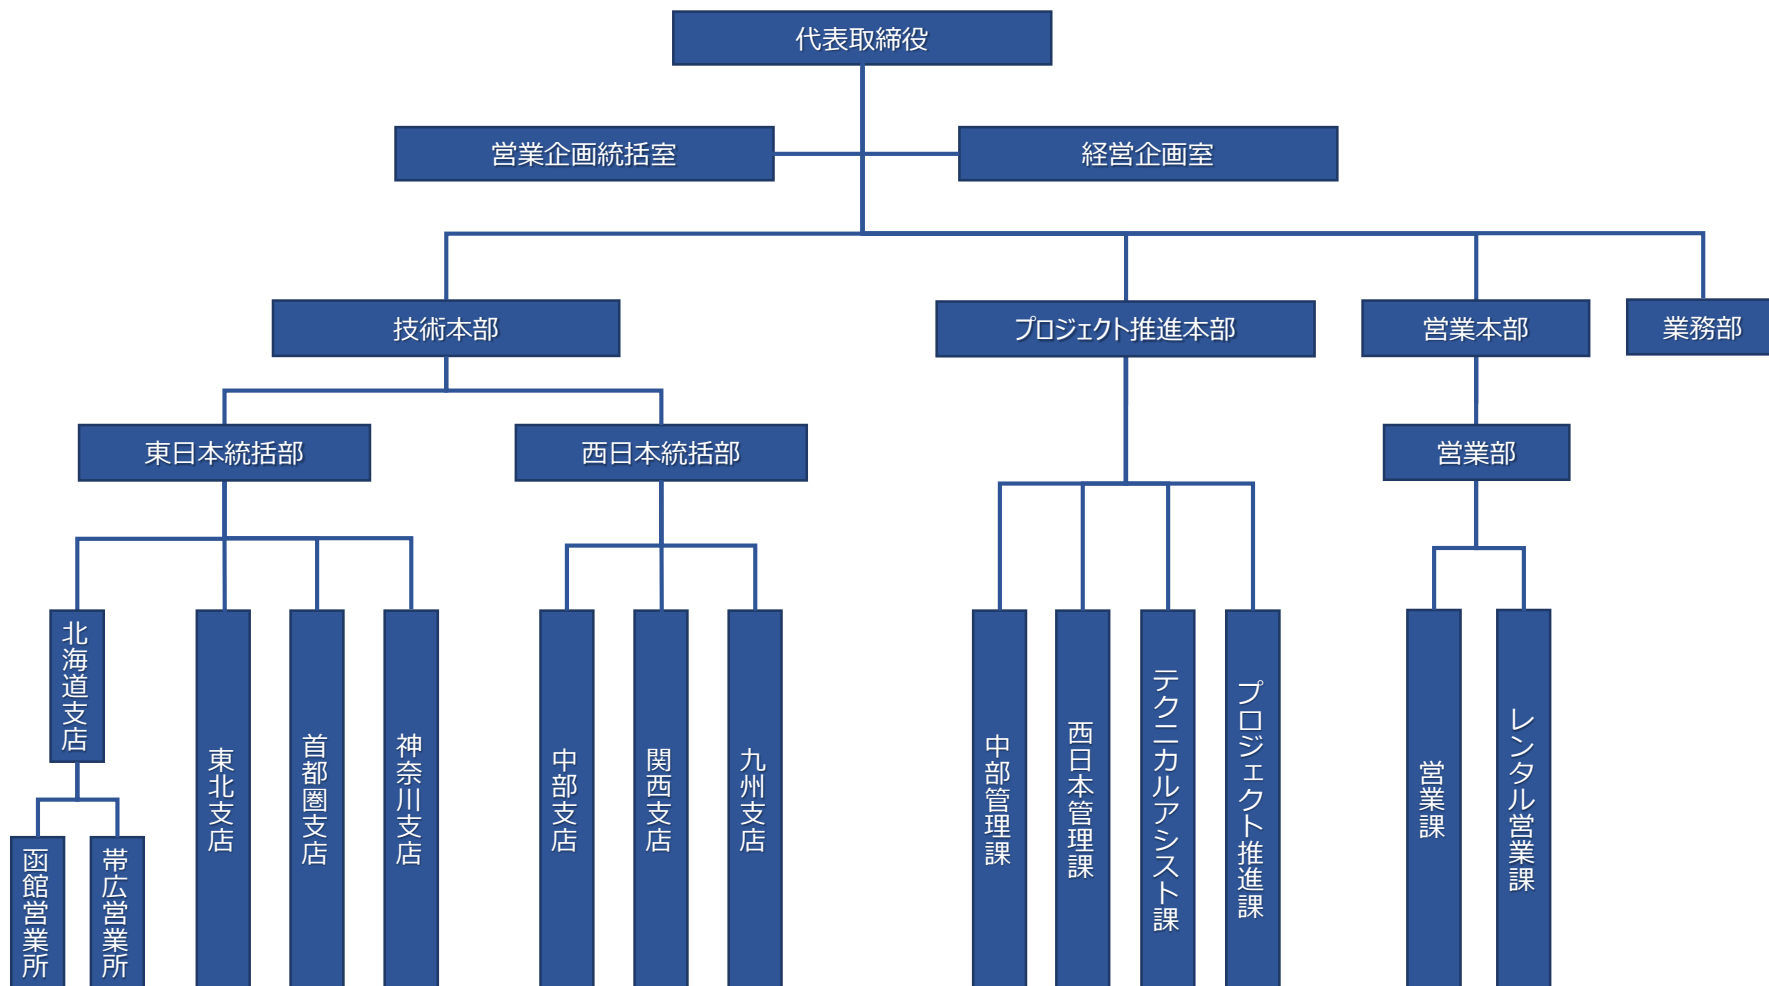 代表取締役
営業企画統括室
経営企画室
技術本部
プロジェクト推進本部
営業本部
業務部
東日本統括部
西日本統括部
営業部
北海道支店
東北支店
首都圏支店
神奈川支店
中部支店
関西支店
九州支店
中部管理課
西日本管理課
テクニカルアシスト課
プロジェクト推進課
営業課
レンタル営業課
函館営業所
帯広営業所